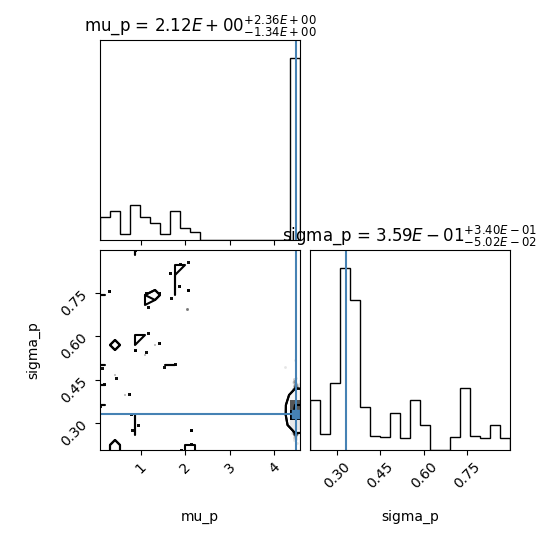 mu_p = 2.12E + 00 +2.36E+00 −1.34E+00
sigma_p = 3.59E − 01 +3.40E−01 −5.02E−02
sigma_p
0.75
0.60
0.45
0.30
1 2 3 4
0.30 0.45 0.60 0.75
mu_p
sigma_p